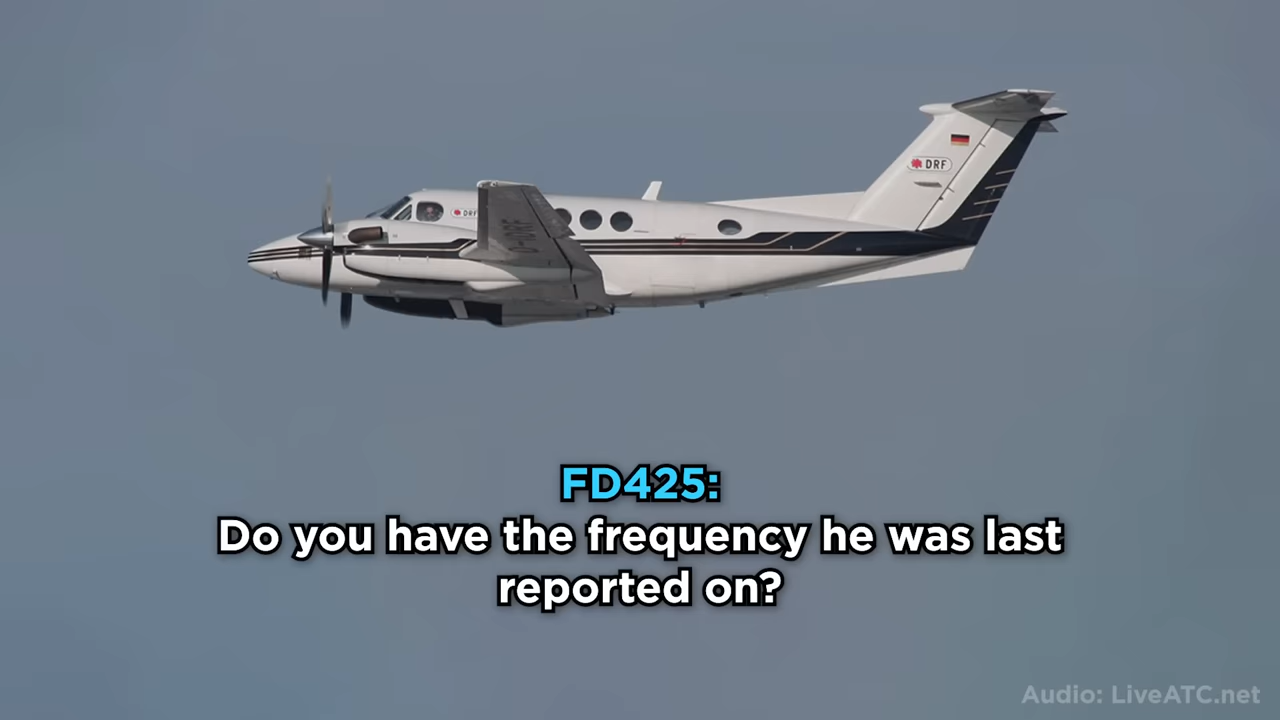 DRF
DRF
FD425:
Do you have the frequency he was last
reported on?
Audio: LiveATC.net